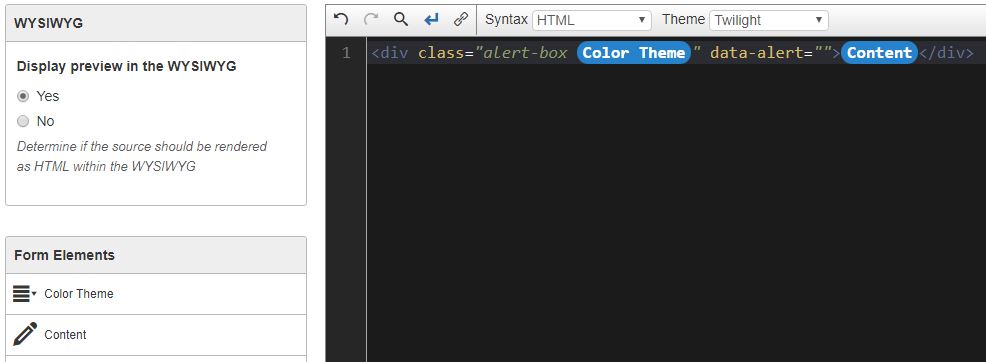 WYSIWYG
Display preview in the WYSIWYG
Yes
No
Determine if the source should be rendered
as HTML within the WYSIWYG
Form Elements
Color Theme
Content
Syntax HTML Theme Twilight
1 <div class="alert-box Color Theme " data-alert="">Content</div>